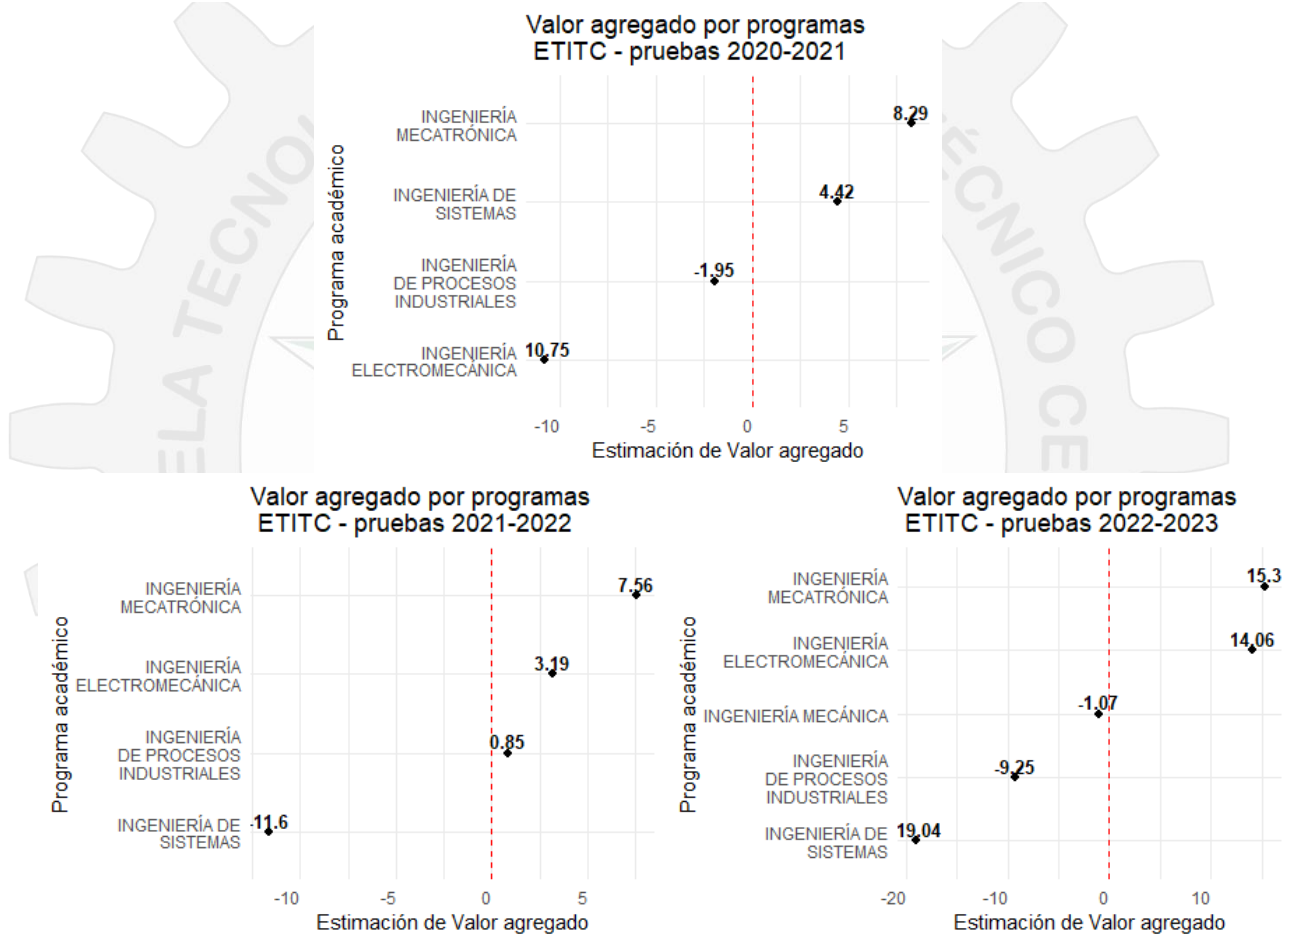 Valor agregado por programas
ETITC - pruebas 2020-2021
Programa académico
INGENIERÍA
MECATRÓNICA
8.29
INGENIERÍA DE
SISTEMAS
4.42
INGENIERÍA
DE PROCESOS
INDUSTRIALES
-1.95
INGENIERÍA
ELECTROMECÁNICA
10.75
-10 -5 0 5
Estimación de Valor agregado
ELA TECNO
ÉCNICO CE
Valor agregado por programas
ETITC - pruebas 2021-2022
Programa académico
INGENIERÍA
MECATRÓNICA
7.56
INGENIERÍA
ELECTROMECÁNICA
3.19
INGENIERÍA
DE PROCESOS
INDUSTRIALES
0.85
INGENIERÍA DE
SISTEMAS
-11.6
-10 -5 0 5
Estimación de Valor agregado
Valor agregado por programas
ETITC - pruebas 2022-2023
Programa académico
INGENIERÍA
MECATRÓNICA
15.3
INGENIERÍA
ELECTROMECÁNICA
14.06
INGENIERÍA MECÁNICA
-1.07
INGENIERÍA
DE PROCESOS
INDUSTRIALES
-9.25
INGENIERÍA DE
SISTEMAS
19.04
-20 -10 0 10
Estimación de Valor agregado